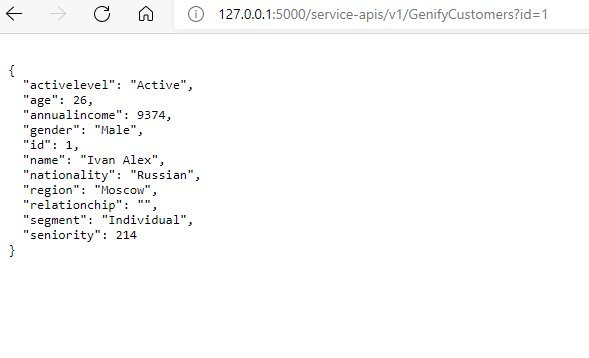 127.0.0.1:5000/service-apis/v1/GenifyCustomers?id=1
{
  "activelevel": "Active",
  "age": 26,
  "annualincome": 9374,
  "gender": "Male",
  "id": 1,
  "name": "Ivan Alex",
  "nationality": "Russian",
  "region": "Moscow",
  "relationchip": "",
  "segment": "Individual",
  "seniority": 214
}